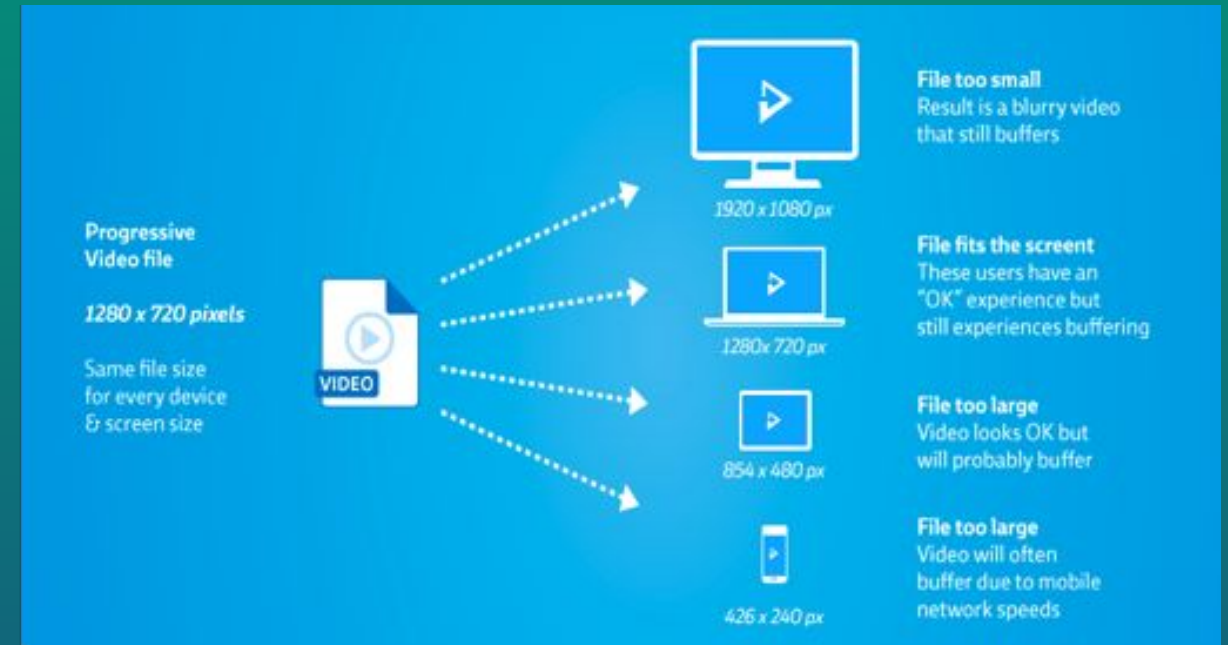 Progressive
Video file
1280 x 720 pixels
Same file size
for every device
& screen size
VIDEO
1920 x 1080 px
File too small
Result is a blurry video
that still buffers
1280x 720 px
File fits the screent
These users have an
"OK" experience but
still experiences buffering
854 x 480 px
File too large
Video looks OK but
will probably buffer
426 x 240 px
File too large
Video will often
buffer due to mobile
network speeds